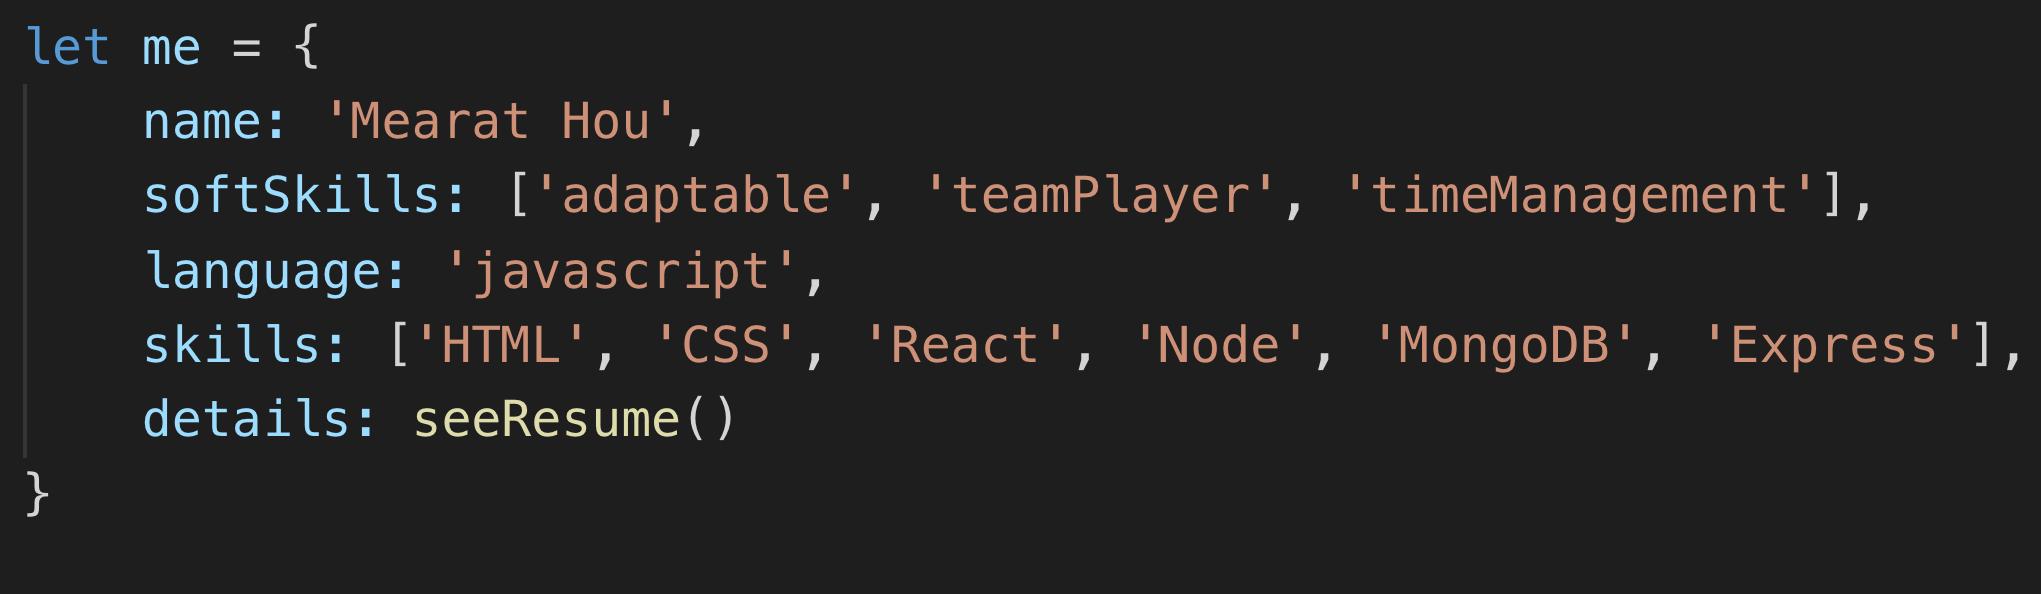 let me = {
    name: 'Mearat Hou',
    softSkills: ['adaptable', 'teamPlayer', 'timeManagement'],
    language: 'javascript',
    skills: ['HTML', 'CSS', 'React', 'Node', 'MongoDB', 'Express'],
    details: seeResume()
}